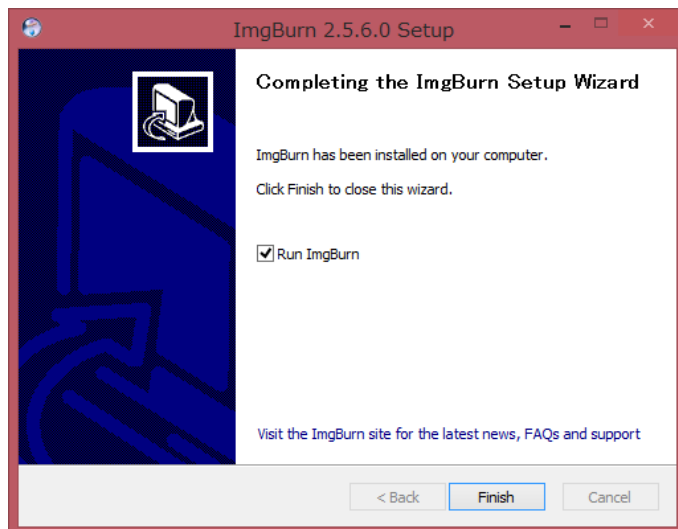 ImgBurn 2.5.6.0 Setup
Completing the ImgBurn Setup Wizard
ImgBurn has been installed on your computer.
Click Finish to close this wizard.
Run ImgBurn
Visit the ImgBurn site for the latest news, FAQs and support
< Back Finish Cancel